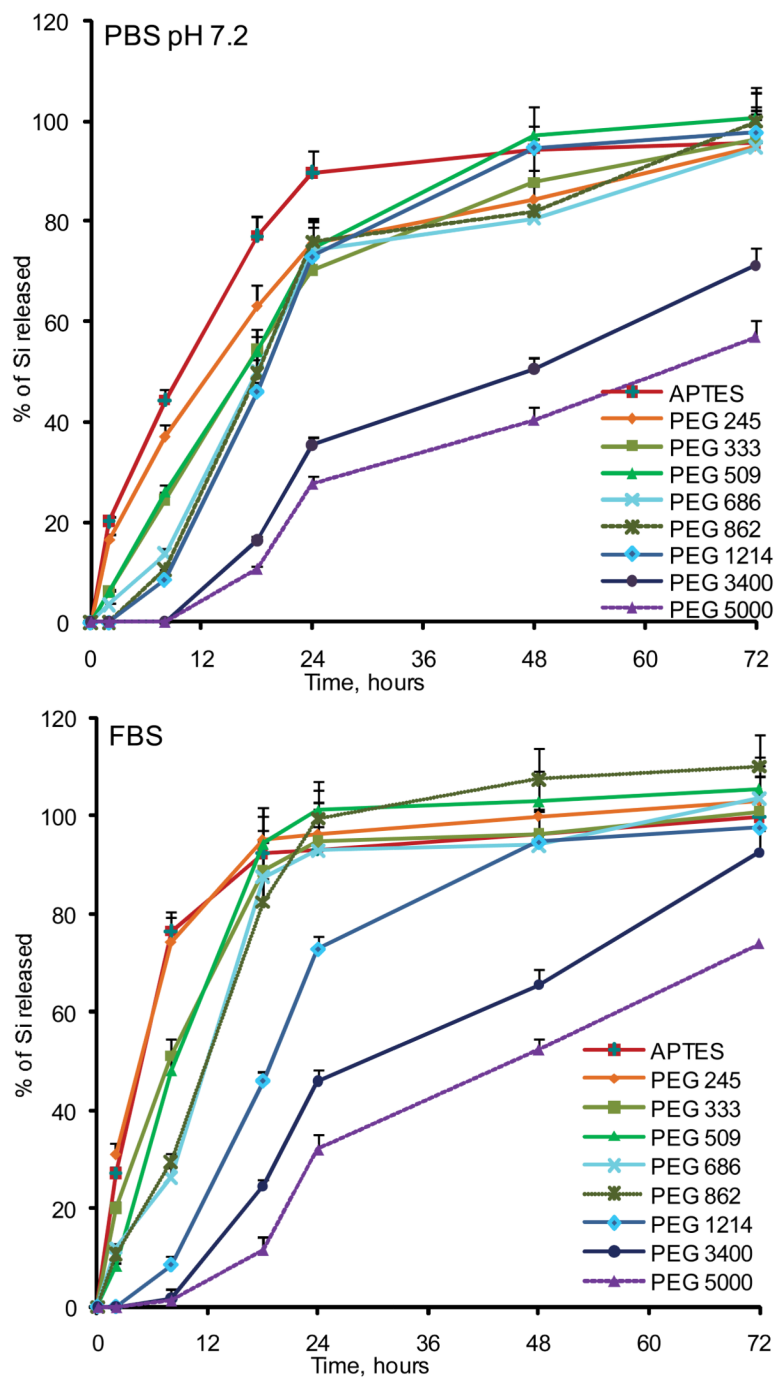 PBS pH 7.2
% of Si released
120
100
80
60
40
20
0
APTES
PEG 245
PEG 333
PEG 509
PEG 686
PEG 862
PEG 1214
PEG 3400
PEG 5000
0 12 24 36 48 60 72
Time, hours
FBS
% of Si released
120
100
80
60
40
20
0
APTES
PEG 245
PEG 333
PEG 509
PEG 686
PEG 862
PEG 1214
PEG 3400
PEG 5000
0 12 24 36 48 60 72
Time, hours